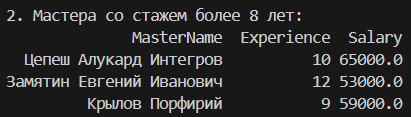 2. Мастера со стажем более 8 лет:
MasterName Experience Salary
Цепеш Алукард Интегров 10 65000.0
Замятин Евгений Иванович 12 53000.0
Крылов Порфирий 9 59000.0